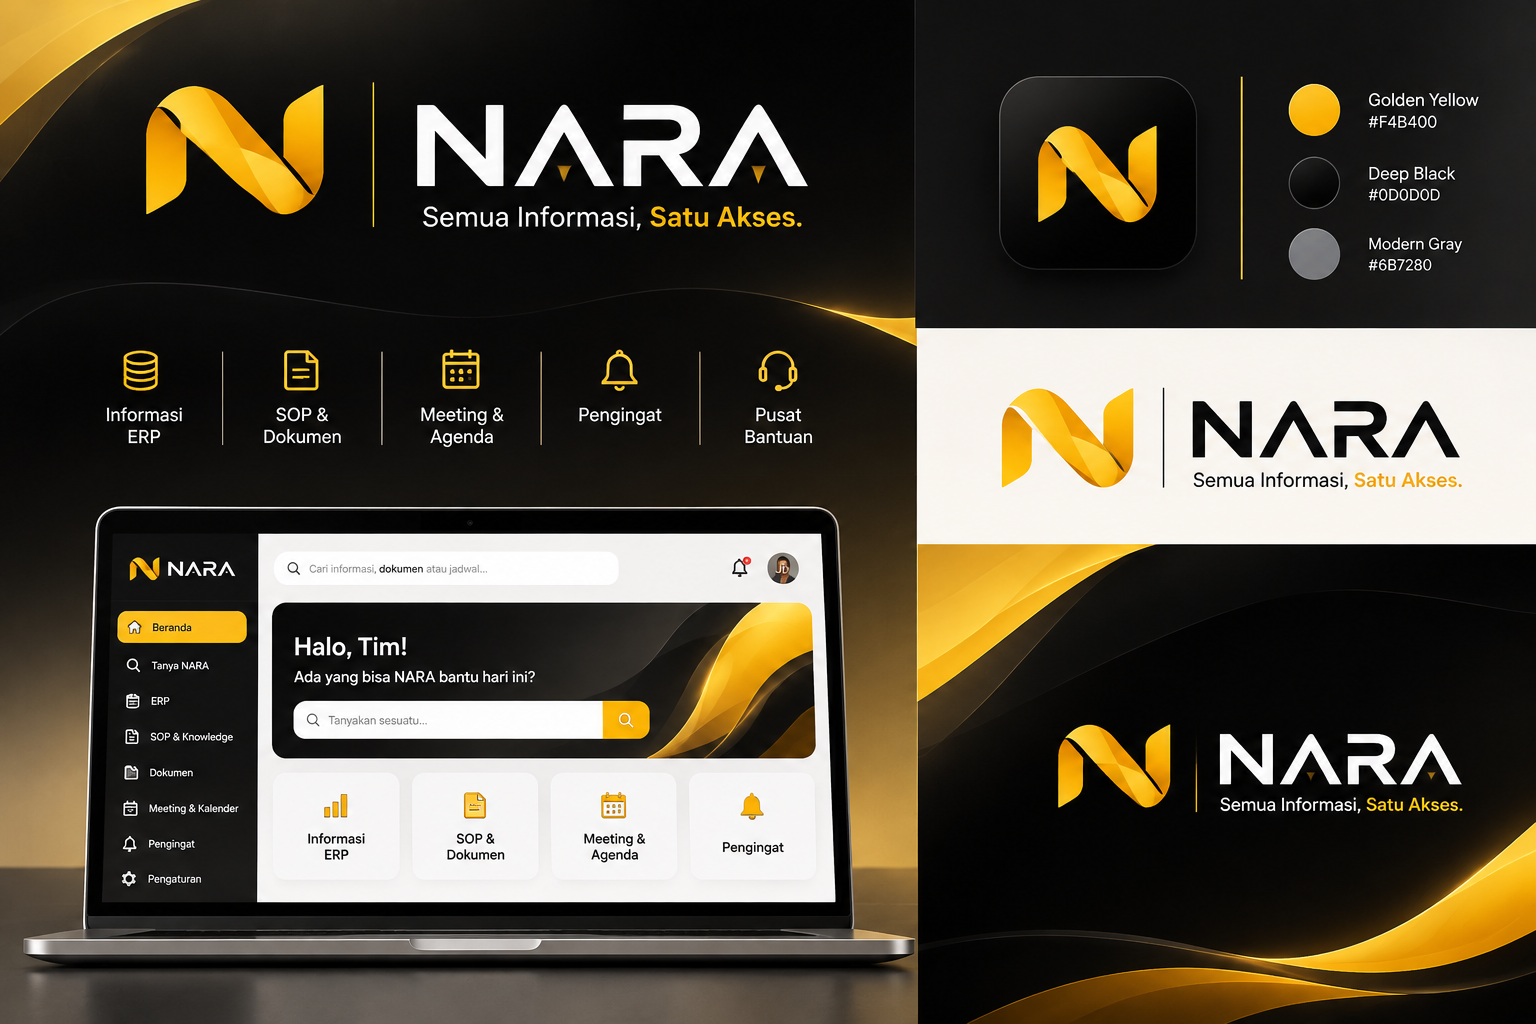 NARA
Semua Informasi, Satu Akses.
Informasi
ERP
SOP &
Dokumen
Meeting &
Agenda
Pengingat
Pusat
Bantuan
NARA
Beranda
Tanya NARA
ERP
SOP & Knowledge
Dokumen
Meeting & Kalender
Pengingat
Pengaturan
Cari informasi, dokumen atau jadwal...
JD
Halo, Tim!
Ada yang bisa NARA bantu hari ini?
Tanyakan sesuatu...
Informasi
ERP
SOP &
Dokumen
Meeting &
Agenda
Pengingat
Golden Yellow
#F4B400
Deep Black
#0D0D0D
Modern Gray
#6B7280
NARA
Semua Informasi, Satu Akses.
NARA
Semua Informasi, Satu Akses.